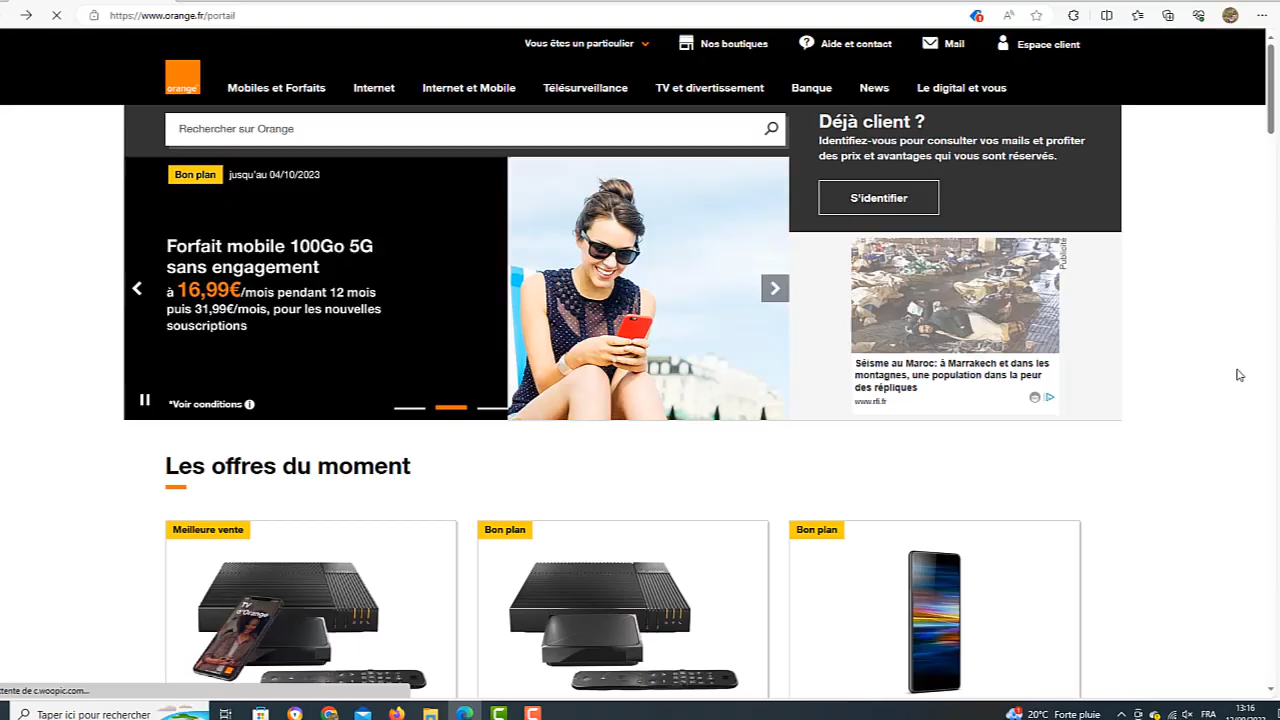 https://www.orange.fr/portail
Vous êtes un particulier
Nos boutiques
Aide et contact
Mail
Espace client
orange
Mobiles et Forfaits
Internet
Internet et Mobile
Télésurveillance
TV et divertissement
Banque
News
Le digital et vous
Rechercher sur Orange
Déjà client ?
Identifiez-vous pour consulter vos mails et profiter
des prix et avantages qui vous sont réservés.
S'identifier
Bon plan
jusqu'au 04/10/2023
Forfait mobile 100Go 5G
sans engagement
à 16,99€/mois pendant 12 mois
puis 31,99€/mois, pour les nouvelles
souscriptions
*Voir conditions
Publicité
Séisme au Maroc: à Marrakech et dans les
montagnes, une population dans la peur
des répliques
www.rfi.fr
Les offres du moment
Meilleure vente
Bon plan
Bon plan
TV
d'Orange
ttente de c.woopic.com...
Taper ici pour rechercher
20°C Forte pluie
FRA
13:16